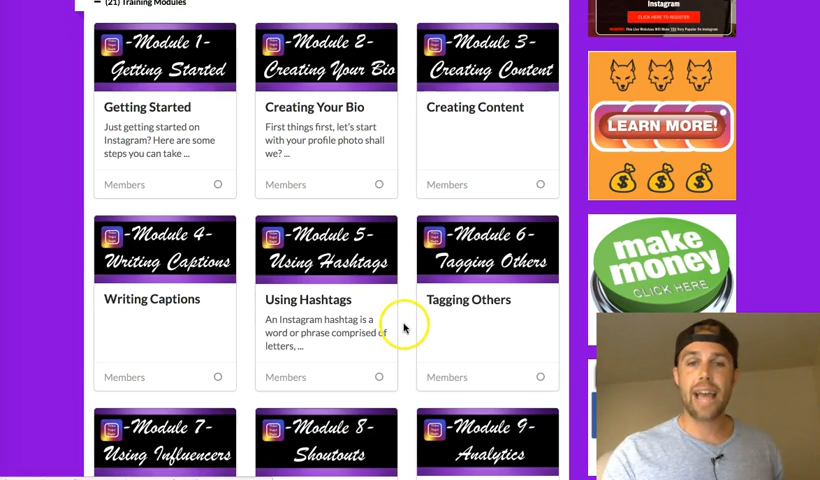 (21) Training Modules
-Module 1-
Getting Started
Getting Started
Just getting started on
Instagram? Here are some
steps you can take ...
Members
-Module 2-
Creating Your Bio
Creating Your Bio
First things first, let's start
with your profile photo shall
we? ...
Members
-Module 3-
Creating Content
Creating Content
Members
-Module 4-
Writing Captions
Writing Captions
Members
-Module 5-
Using Hashtags
Using Hashtags
An Instagram hashtag is a
word or phrase comprised of
letters, ...
Members
-Module 6-
Tagging Others
Tagging Others
Members
-Module 7-
Using Influencers
-Module 8-
Shoutouts
-Module 9-
Analytics
Instagram
CLICK HERE TO REGISTER
LEARN MORE!
make
money
CLICK HERE